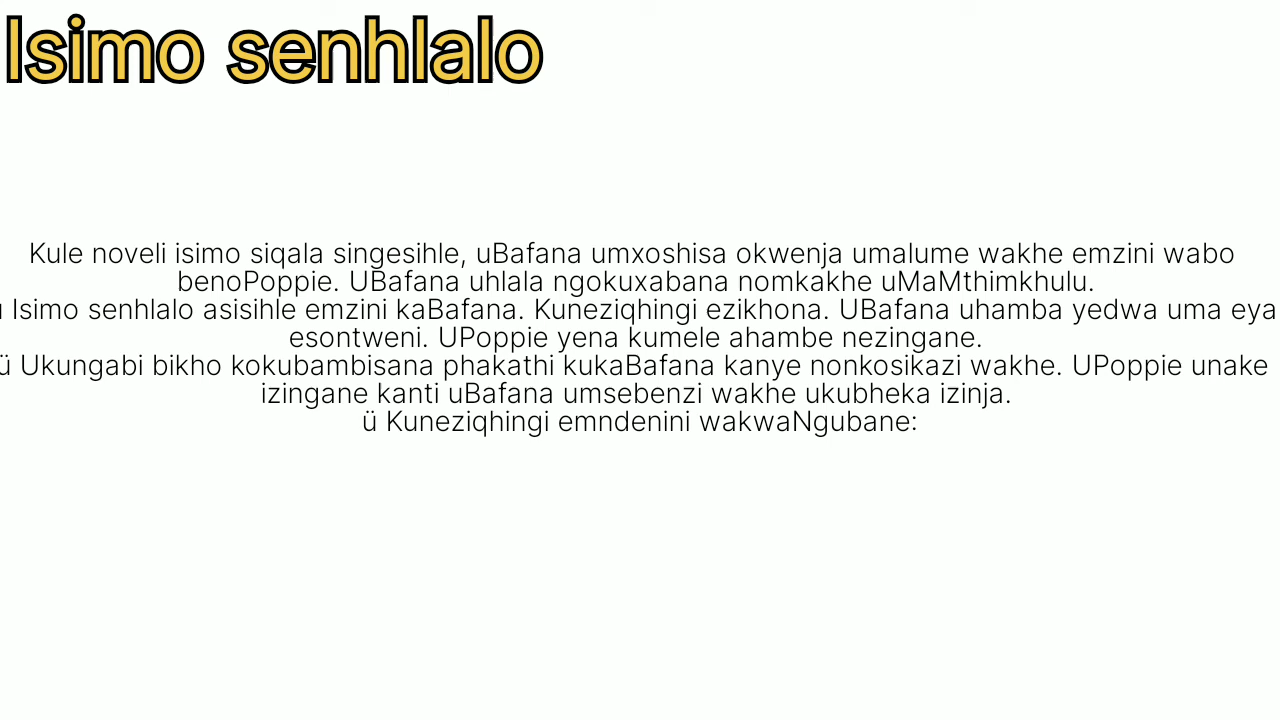 Isimo senhlalo
Kule noveli isimo siqala singesihle, uBafana umxoshisa okwenja umalume wakhe emzini wabo
benoPoppie. UBafana uhlala ngokuxabana nomkakhe uMaMthimkhulu.
ü Isimo senhlalo asisihle emzini kaBafana. Kuneziqhingi ezikhona. UBafana uhamba yedwa uma eya
esontweni. UPoppie yena kumele ahambe nezingane.
ü Ukungabi bikho kokubambisana phakathi kukaBafana kanye nonkosikazi wakhe. UPoppie unake
izingane kanti uBafana umsebenzi wakhe ukubheka izinja.
ü Kuneziqhingi emndenini wakwaNgubane: